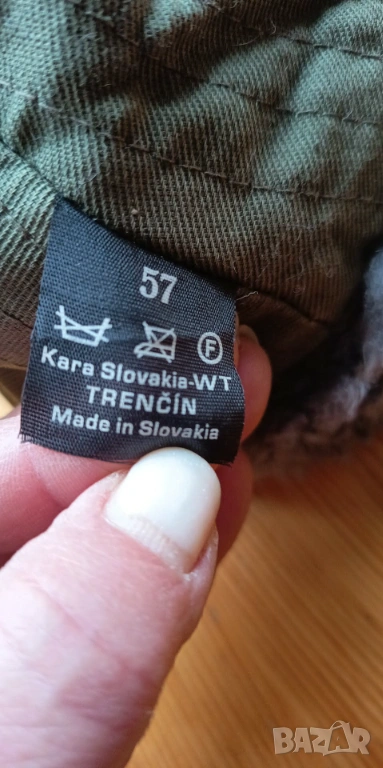 57
F
Kara Slovakia-WT
TRENČÍN
Made in Slovakia
BAZAR